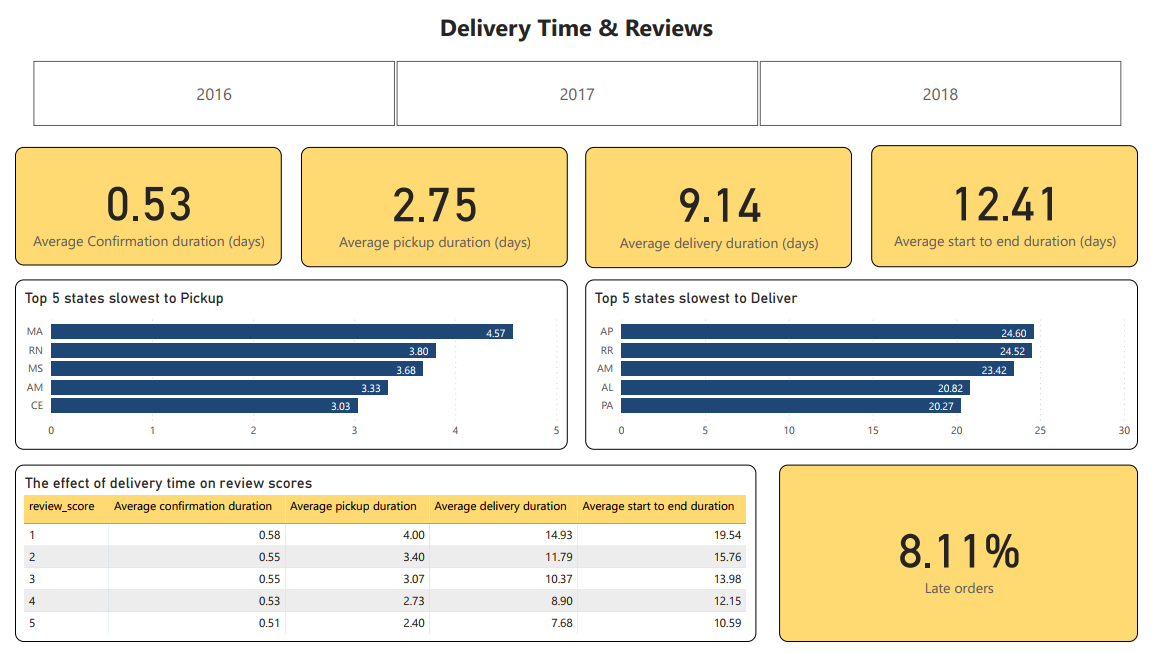 Delivery Time & Reviews
2016 2017 2018
0.53 2.75 9.14 12.41
Average Confirmation duration (days) Average pickup duration (days) Average delivery duration (days) Average start to end duration (days)
Top 5 states slowest to Pickup
MA 4.57
RN 3.80
MS 3.68
AM 3.33
CE 3.03
0 1 2 3 4 5
Top 5 states slowest to Deliver
AP 24.60
RR 24.52
AM 23.42
AL 20.82
PA 20.27
0 5 10 15 20 25 30
The effect of delivery time on review scores
review_score Average confirmation duration Average pickup duration Average delivery duration Average start to end duration
1 0.58 4.00 14.93 19.54
2 0.55 3.40 11.79 15.76
3 0.55 3.07 10.37 13.98
4 0.53 2.73 8.90 12.15
5 0.51 2.40 7.68 10.59
8.11%
Late orders